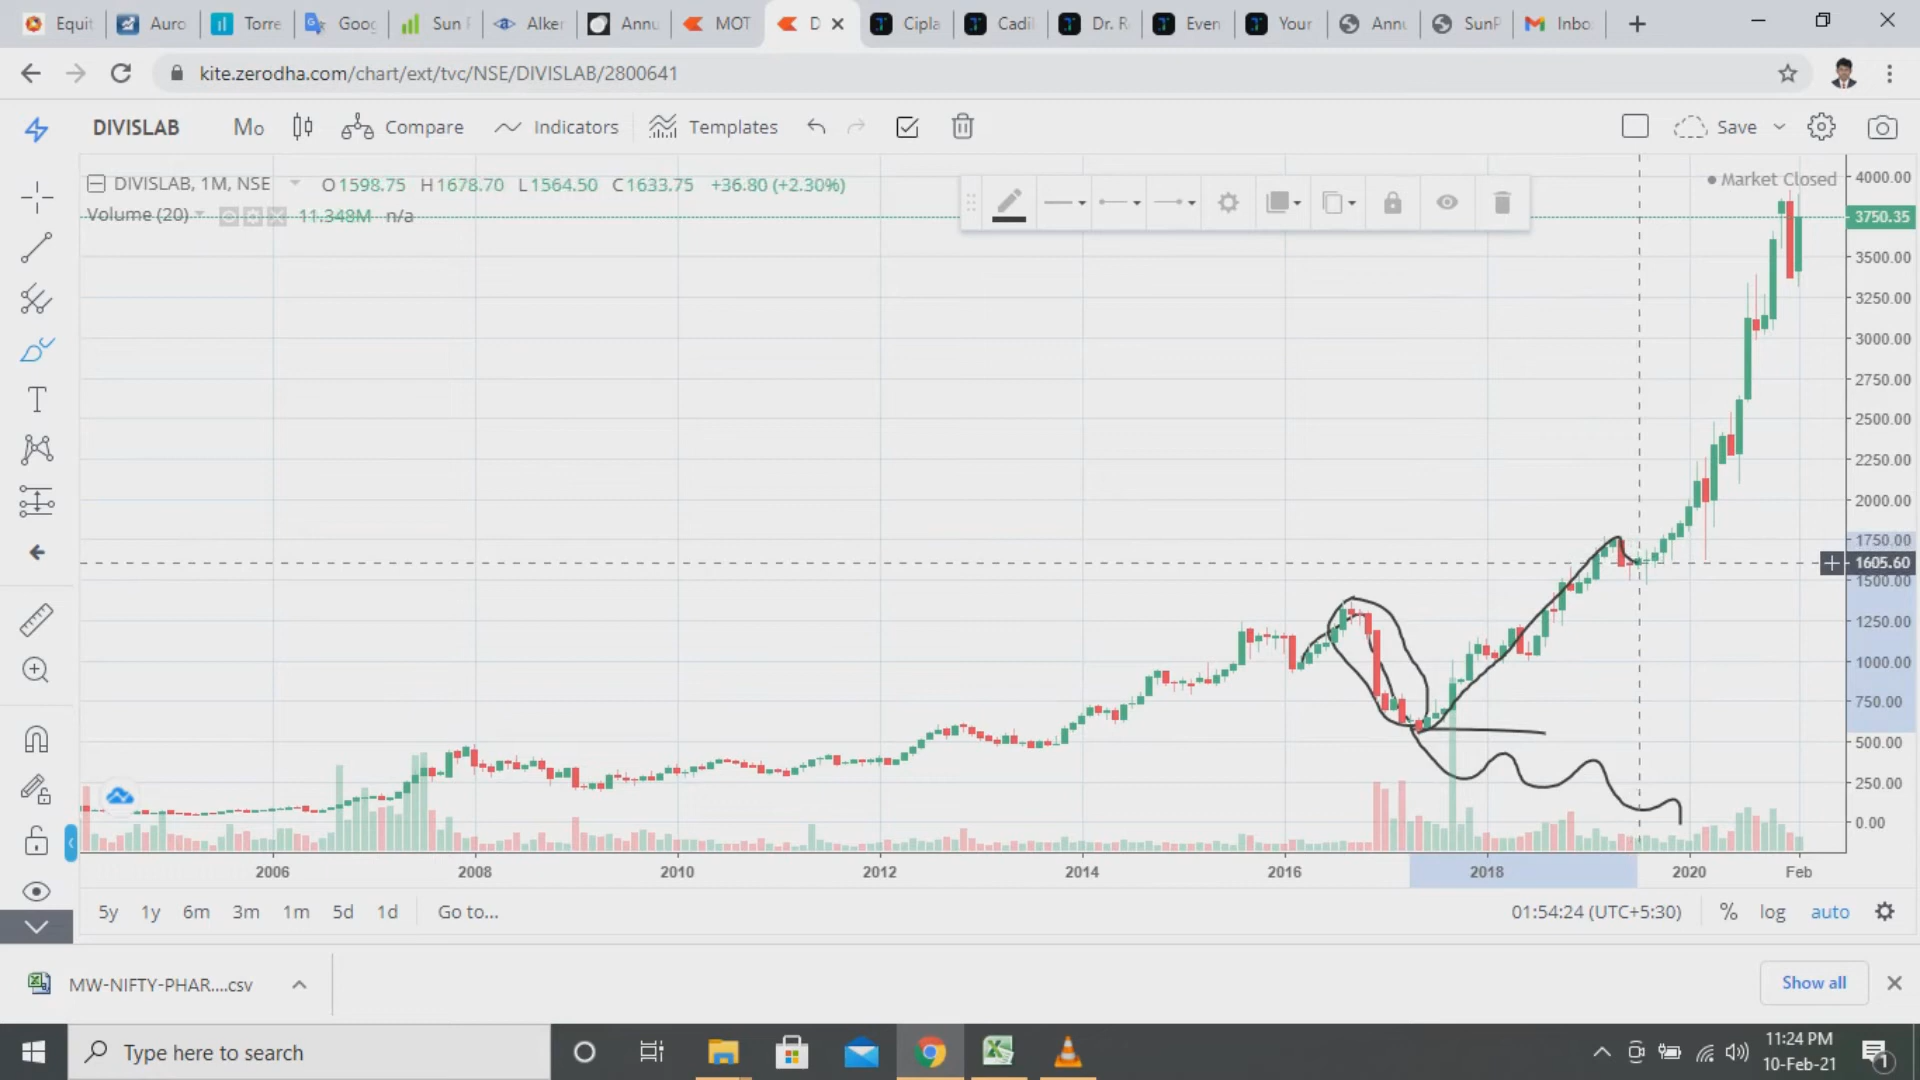 Equit
Auro
Torre
Goog
Sun F
Alker
Annu
MOT
D
Cipla
Cadil
Dr. R
Even
Your
Annu
SunP
Inbo
kite.zerodha.com/chart/ext/tvc/NSE/DIVISLAB/2800641
DIVISLAB
Mo
Compare
Indicators
Templates
Save
DIVISLAB, 1M, NSE
O1598.75 H1678.70 L1564.50 C1633.75 +36.80 (+2.30%)
Volume (20)
11.348M n/a
Market Closed
4000.00
3750.35
3500.00
3250.00
3000.00
2750.00
2500.00
2250.00
2000.00
1750.00
1605.60
1500.00
1250.00
1000.00
750.00
500.00
250.00
0.00
2006 2008 2010 2012 2014 2016 2018 2020 Feb
5y 1y 6m 3m 1m 5d 1d Go to...
01:54:24 (UTC+5:30) % log auto
MW-NIFTY-PHAR....csv
Show all
Type here to search
11:24 PM
10-Feb-21
1